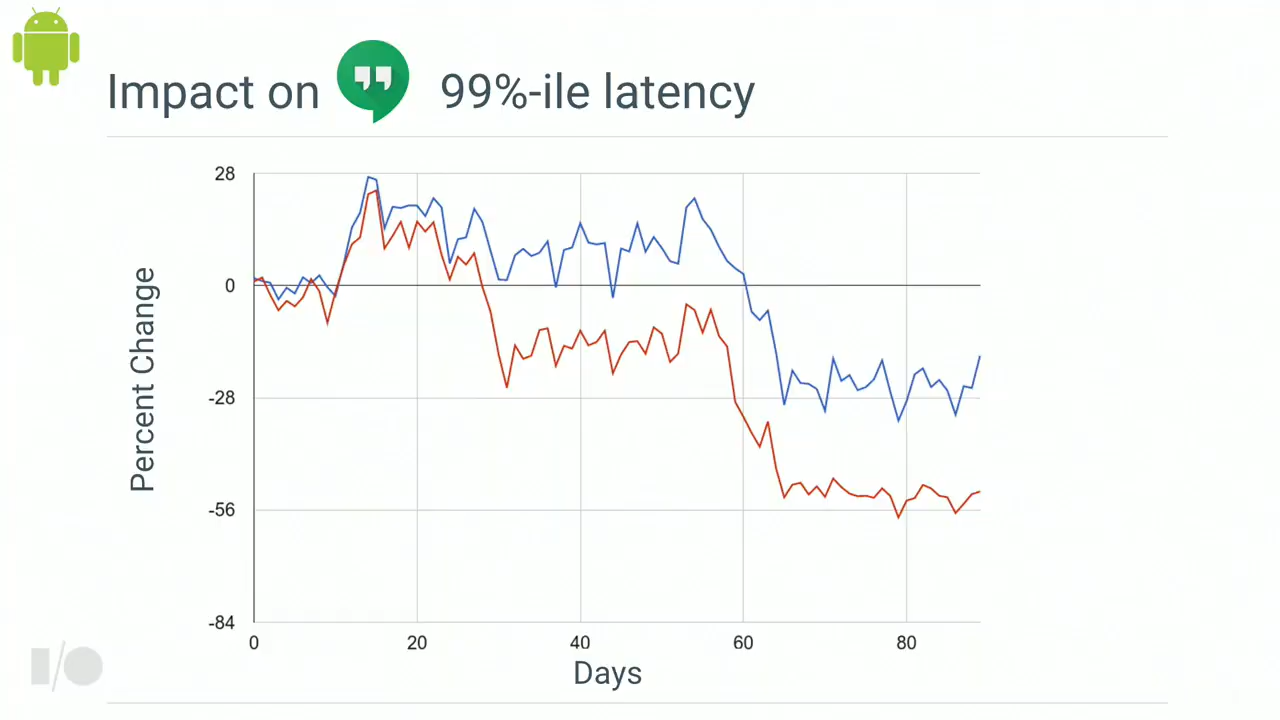 Impact on 99%-ile latency
28
0
-28
-56
-84
Percent Change
0 20 40 60 80
Days
I/O